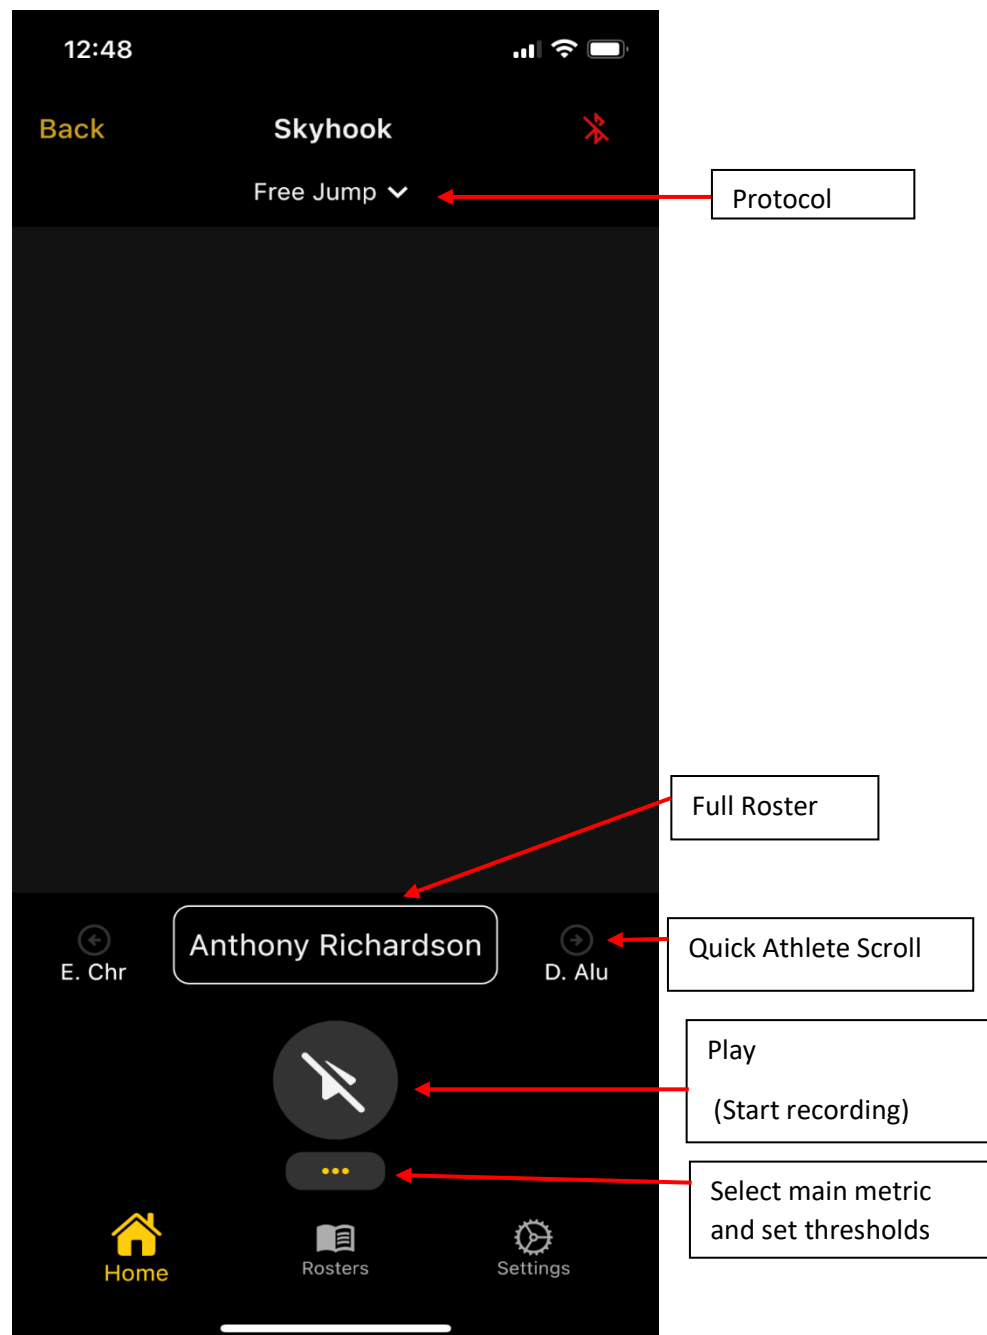 12:48
Back
Skyhook
Free Jump
Protocol
Full Roster
Anthony Richardson
E. Chr
D. Alu
Quick Athlete Scroll
Play
(Start recording)
Select main metric
and set thresholds
Home
Rosters
Settings